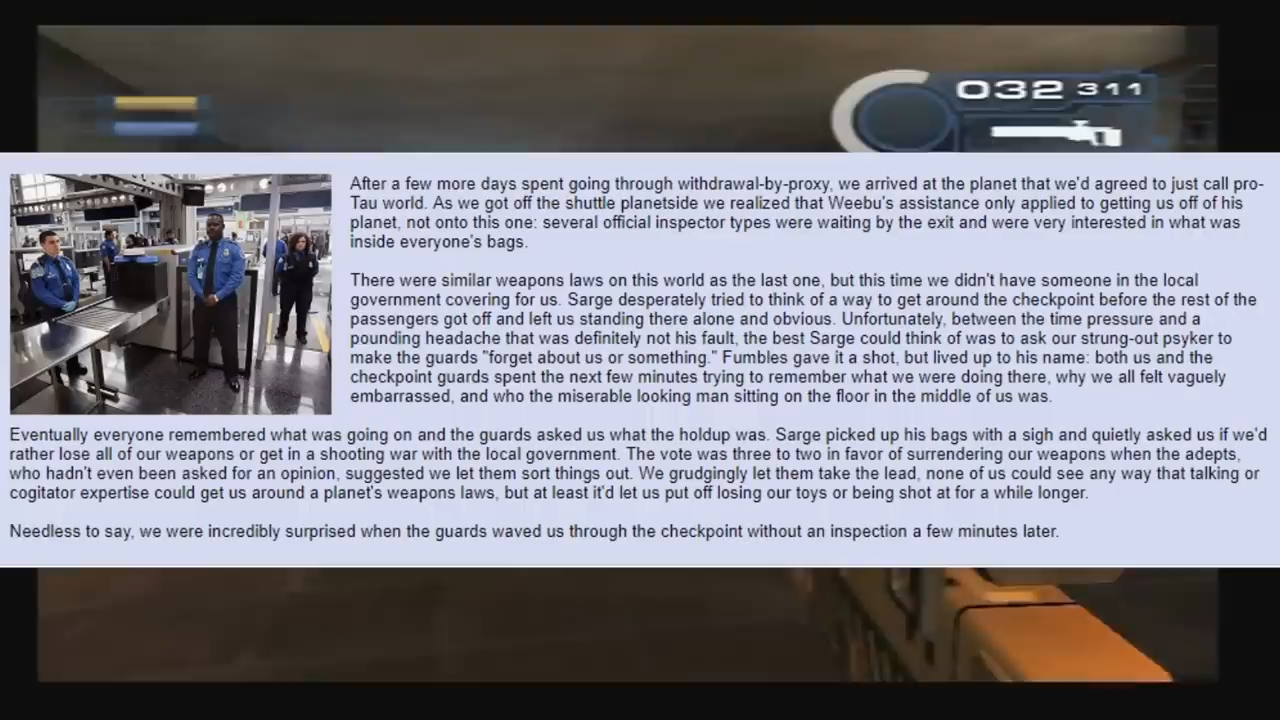 032 311
After a few more days spent going through withdrawal-by-proxy, we arrived at the planet that we'd agreed to just call pro-
Tau world. As we got off the shuttle planetside we realized that Weebu's assistance only applied to getting us off of his
planet, not onto this one: several official inspector types were waiting by the exit and were very interested in what was
inside everyone's bags.
There were similar weapons laws on this world as the last one, but this time we didn't have someone in the local
government covering for us. Sarge desperately tried to think of a way to get around the checkpoint before the rest of the
passengers got off and left us standing there alone and obvious. Unfortunately, between the time pressure and a
pounding headache that was definitely not his fault, the best Sarge could think of was to ask our strung-out psyker to
make the guards "forget about us or something." Fumbles gave it a shot, but lived up to his name: both us and the
checkpoint guards spent the next few minutes trying to remember what we were doing there, why we all felt vaguely
embarrassed, and who the miserable looking man sitting on the floor in the middle of us was.
Eventually everyone remembered what was going on and the guards asked us what the holdup was. Sarge picked up his bags with a sigh and quietly asked us if we'd
rather lose all of our weapons or get in a shooting war with the local government. The vote was three to two in favor of surrendering our weapons when the adepts,
who hadn't even been asked for an opinion, suggested we let them sort things out. We grudgingly let them take the lead, none of us could see any way that talking or
cogitator expertise could get us around a planet's weapons laws, but at least it'd let us put off losing our toys or being shot at for a while longer.
Needless to say, we were incredibly surprised when the guards waved us through the checkpoint without an inspection a few minutes later.